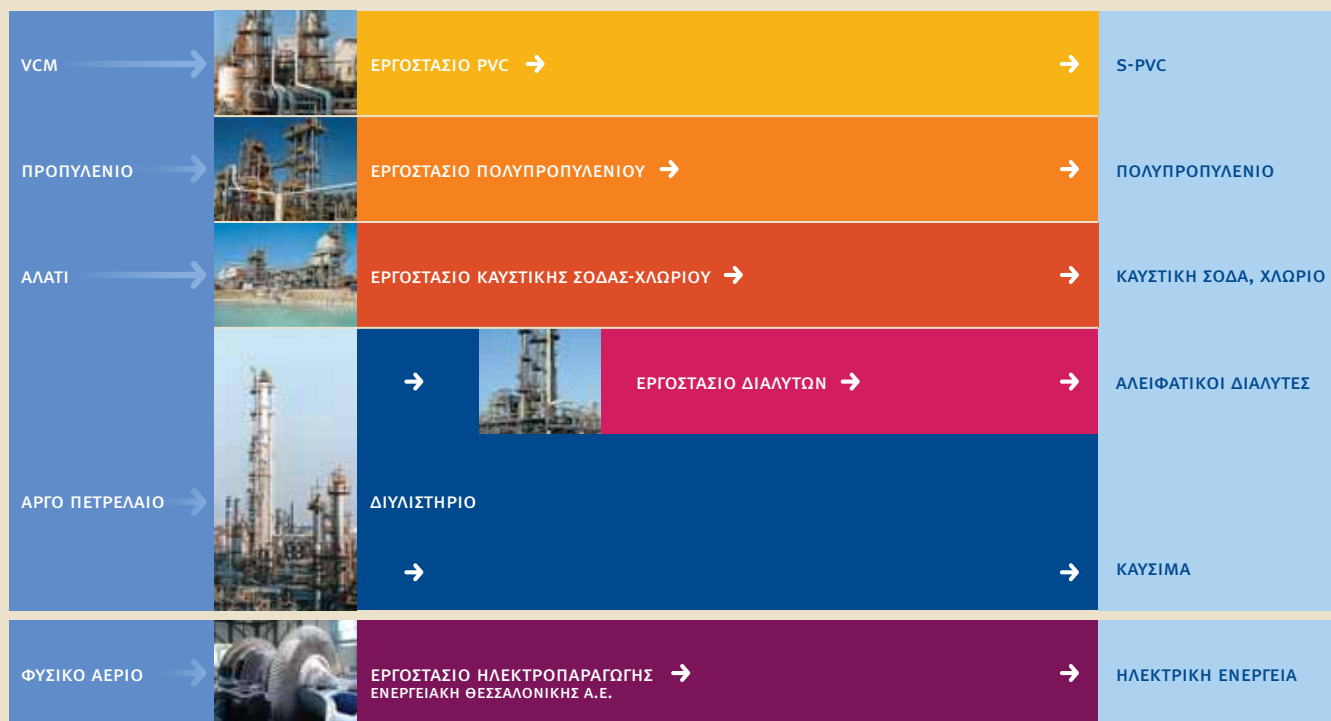 VCM
ΕΡΓΟΣΤΑΣΙΟ PVC
S-PVC
ΠΡΟΠΥΛΕΝΙΟ
ΕΡΓΟΣΤΑΣΙΟ ΠΟΛΥΠΡΟΠΥΛΕΝΙΟΥ
ΠΟΛΥΠΡΟΠΥΛΕΝΙΟ
ΑΛΑΤΙ
ΕΡΓΟΣΤΑΣΙΟ ΚΑΥΣΤΙΚΗΣ ΣΟΔΑΣ-ΧΛΩΡΙΟΥ
ΚΑΥΣΤΙΚΗ ΣΟΔΑ, ΧΛΩΡΙΟ
ΕΡΓΟΣΤΑΣΙΟ ΔΙΑΛΥΤΩΝ
ΑΛΕΙΦΑΤΙΚΟΙ ΔΙΑΛΥΤΕΣ
ΑΡΓΟ ΠΕΤΡΕΛΑΙΟ
ΔΙΥΛΙΣΤΗΡΙΟ
ΚΑΥΣΙΜΑ
ΦΥΣΙΚΟ ΑΕΡΙΟ
ΕΡΓΟΣΤΑΣΙΟ ΗΛΕΚΤΡΟΠΑΡΑΓΩΓΗΣ
ΕΝΕΡΓΕΙΑΚΗ ΘΕΣΣΑΛΟΝΙΚΗΣ Α.Ε.
ΗΛΕΚΤΡΙΚΗ ΕΝΕΡΓΕΙΑ